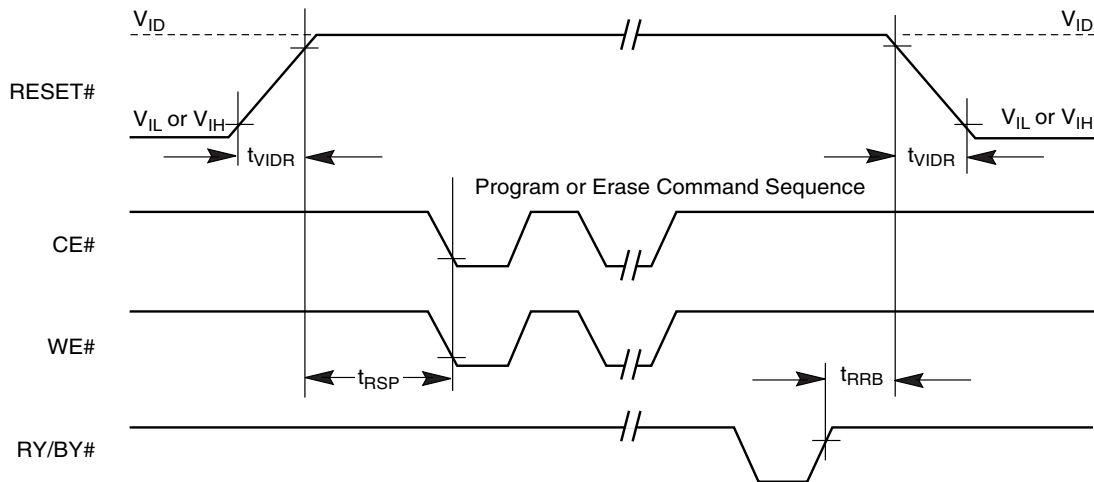 VID VID
RESET#
VIL or VIH VIL or VIH
tVIDR tVIDR
Program or Erase Command Sequence
CE#
WE#
tRSP tRRB
RY/BY#